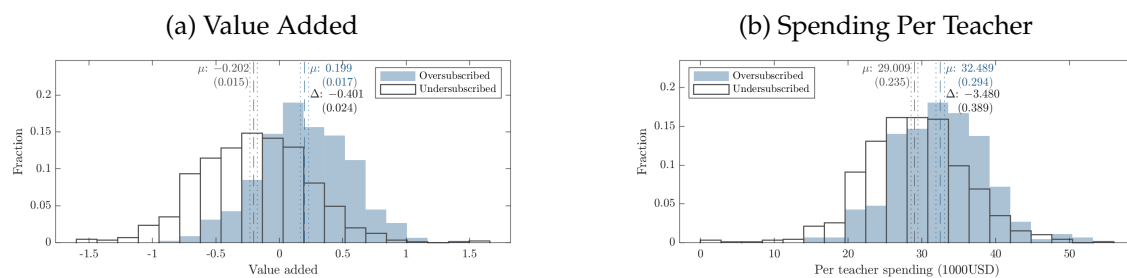 (a) Value Added
μ: −0.202
(0.015)
μ: 0.199
(0.017)
Δ: −0.401
(0.024)
Oversubscribed
Undersubscribed
Fraction
0.2
0.15
0.1
0.05
0
-1.5 -1 -0.5 0 0.5 1 1.5
Value added
(b) Spending Per Teacher
μ: 29.009
(0.235)
μ: 32.489
(0.294)
Δ: −3.480
(0.389)
Oversubscribed
Undersubscribed
Fraction
0.2
0.15
0.1
0.05
0
0 10 20 30 40 50
Per teacher spending (1000USD)